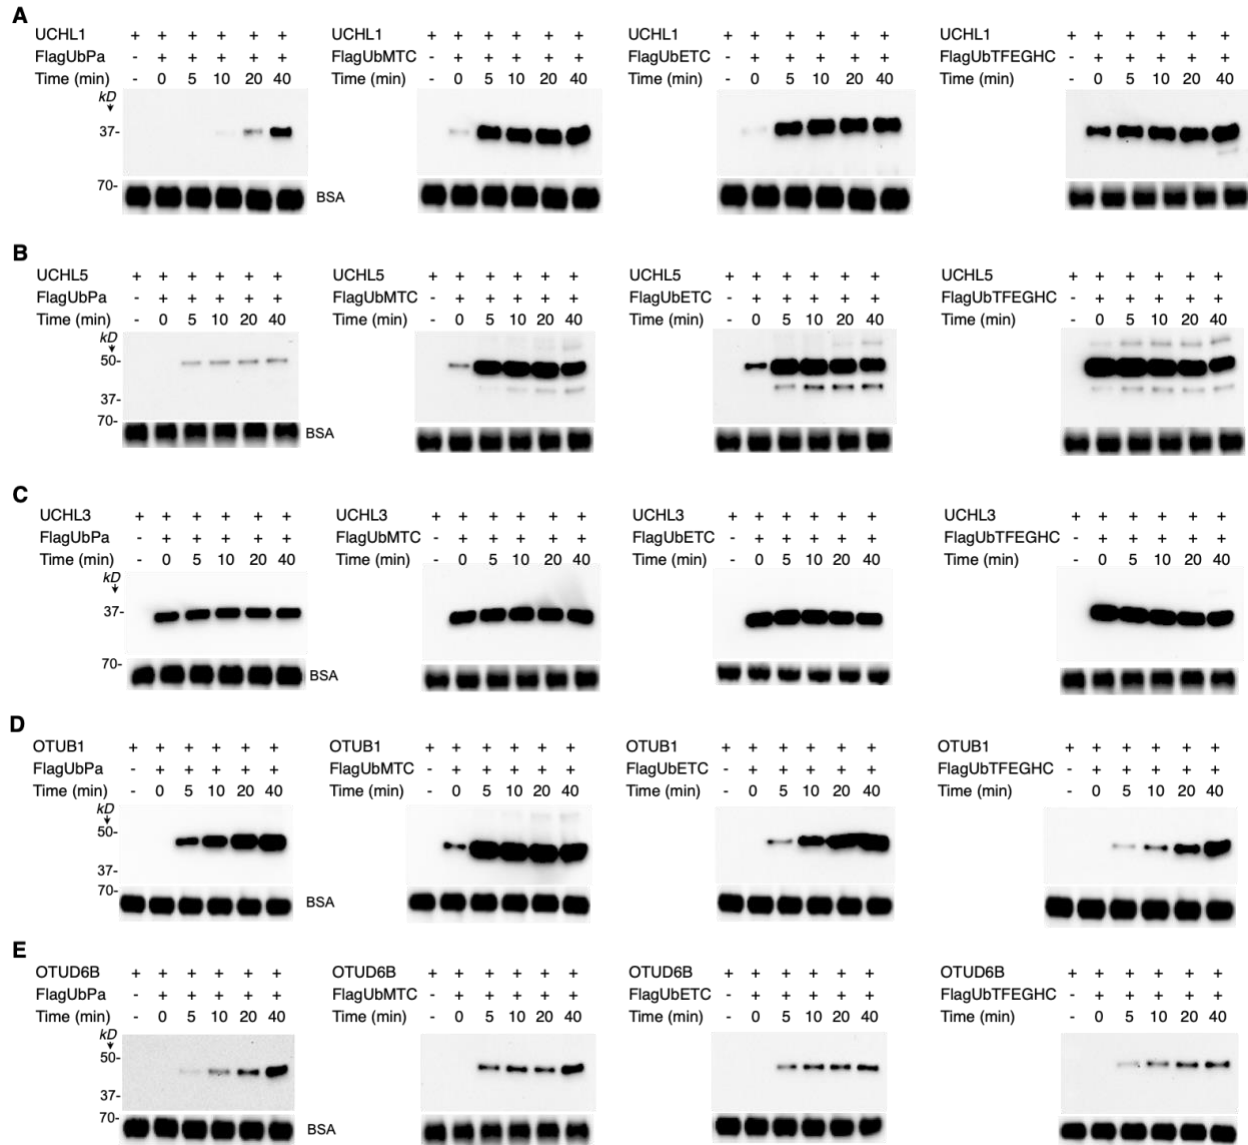 A
UCHL1 + + + + + + UCHL1 + + + + + + UCHL1 + + + + + + UCHL1 + + + + + +
FlagUbPa - + + + + + FlagUbMTC - + + + + + FlagUbETC - + + + + + FlagUbTFEGHC - + + + + +
Time (min) - 0 5 10 20 40 Time (min) - 0 5 10 20 40 Time (min) - 0 5 10 20 40 Time (min) - 0 5 10 20 40
kD
37-
70-
BSA
B
UCHL5 + + + + + + UCHL5 + + + + + + UCHL5 + + + + + + UCHL5 + + + + + +
FlagUbPa - + + + + + FlagUbMTC - + + + + + FlagUbETC - + + + + + FlagUbTFEGHC - + + + + +
Time (min) - 0 5 10 20 40 Time (min) - 0 5 10 20 40 Time (min) - 0 5 10 20 40 Time (min) - 0 5 10 20 40
kD
50-
37-
70-
BSA
C
UCHL3 + + + + + + UCHL3 + + + + + + UCHL3 + + + + + + UCHL3 + + + + + +
FlagUbPa - + + + + + FlagUbMTC - + + + + + FlagUbETC - + + + + + FlagUbTFEGHC - + + + + +
Time (min) - 0 5 10 20 40 Time (min) - 0 5 10 20 40 Time (min) - 0 5 10 20 40 Time (min) - 0 5 10 20 40
kD
37-
70-
BSA
D
OTUB1 + + + + + + OTUB1 + + + + + + OTUB1 + + + + + + OTUB1 + + + + + +
FlagUbPa - + + + + + FlagUbMTC - + + + + + FlagUbETC - + + + + + FlagUbTFEGHC - + + + + +
Time (min) - 0 5 10 20 40 Time (min) - 0 5 10 20 40 Time (min) - 0 5 10 20 40 Time (min) - 0 5 10 20 40
kD
50-
37-
70-
BSA
E
OTUD6B + + + + + + OTUD6B + + + + + + OTUD6B + + + + + + OTUD6B + + + + + +
FlagUbPa - + + + + + FlagUbMTC - + + + + + FlagUbETC - + + + + + FlagUbTFEGHC - + + + + +
Time (min) - 0 5 10 20 40 Time (min) - 0 5 10 20 40 Time (min) - 0 5 10 20 40 Time (min) - 0 5 10 20 40
kD
50-
37-
70-
BSA